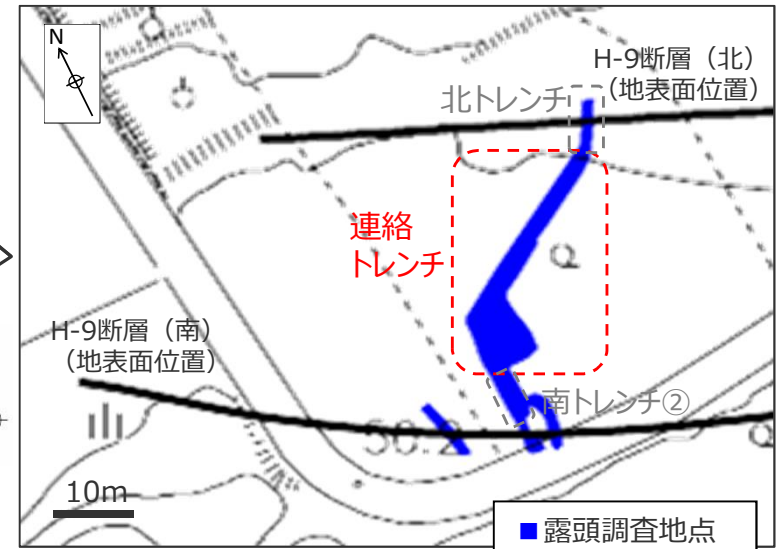 N
H-9断層（北）
（地表面位置）
北トレンチ
連絡
トレンチ
H-9断層（南）
（地表面位置）
南トレンチ②
50.2
10m
■露頭調査地点